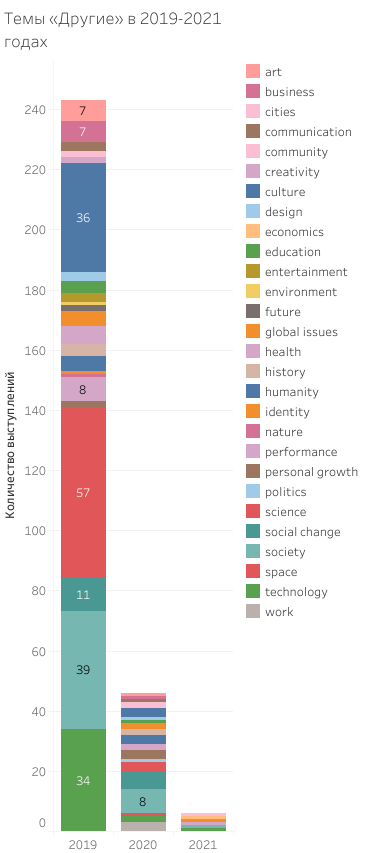 Темы «Другие» в 2019-2021
годах
Количество выступлений
240
220
200
180
160
140
120
100
80
60
40
20
0
7
7
36
8
57
11
39
34
8
2019
2020
2021
art
business
cities
communication
community
creativity
culture
design
economics
education
entertainment
environment
future
global issues
health
history
humanity
identity
nature
performance
personal growth
politics
science
social change
society
space
technology
work